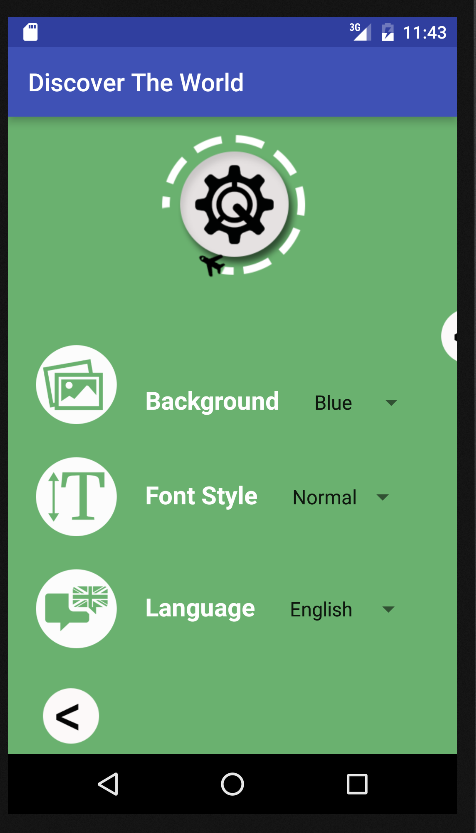 3G 11:43
Discover The World
Background Blue
T
Font Style Normal
Language English
<